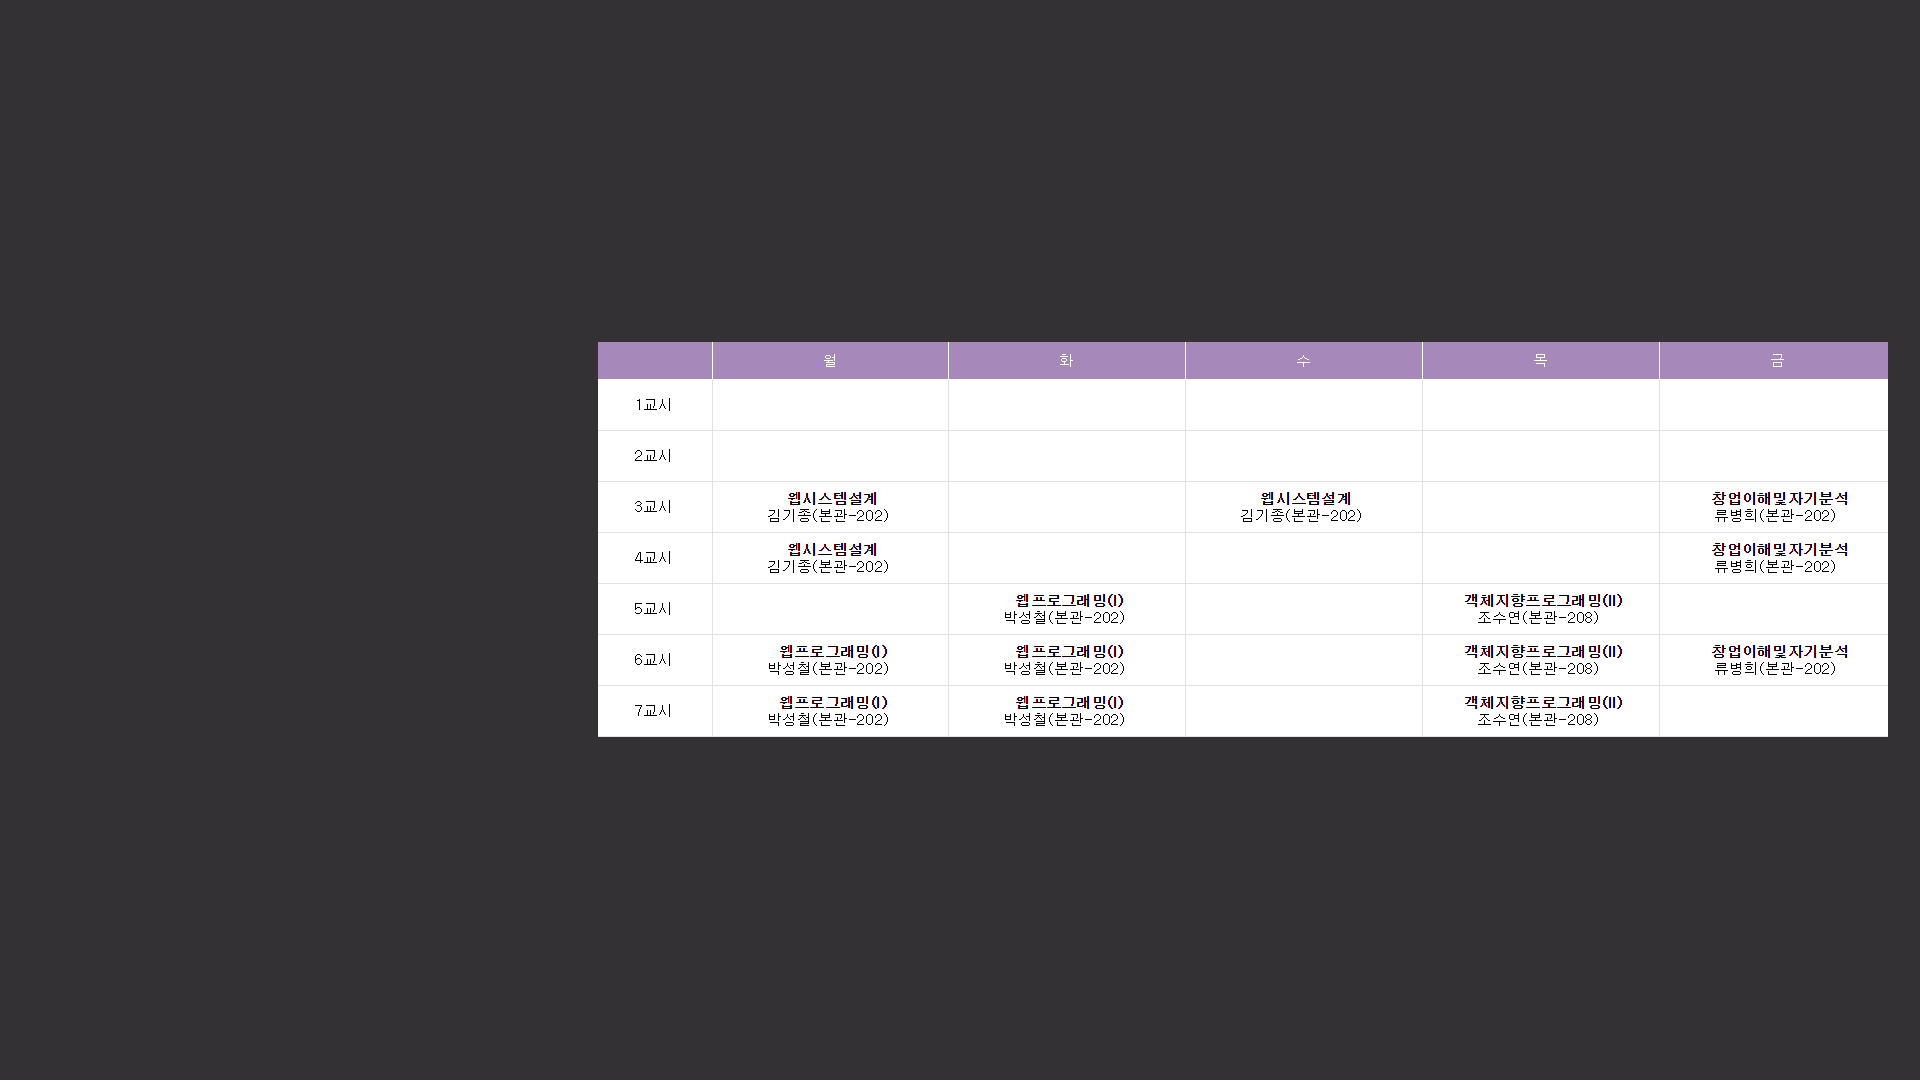 월 화 수 목 금
1교시
2교시
3교시
웹시스템설계
김기종(본관-202)
웹시스템설계
김기종(본관-202)
창업이해및자기분석
류병희(본관-202)
4교시
웹시스템설계
김기종(본관-202)
창업이해및자기분석
류병희(본관-202)
5교시
웹프로그래밍(I)
박성철(본관-202)
객체지향프로그래밍(II)
조수연(본관-208)
6교시
웹프로그래밍(I)
박성철(본관-202)
웹프로그래밍(I)
박성철(본관-202)
객체지향프로그래밍(II)
조수연(본관-208)
창업이해및자기분석
류병희(본관-202)
7교시
웹프로그래밍(I)
박성철(본관-202)
웹프로그래밍(I)
박성철(본관-202)
객체지향프로그래밍(II)
조수연(본관-208)